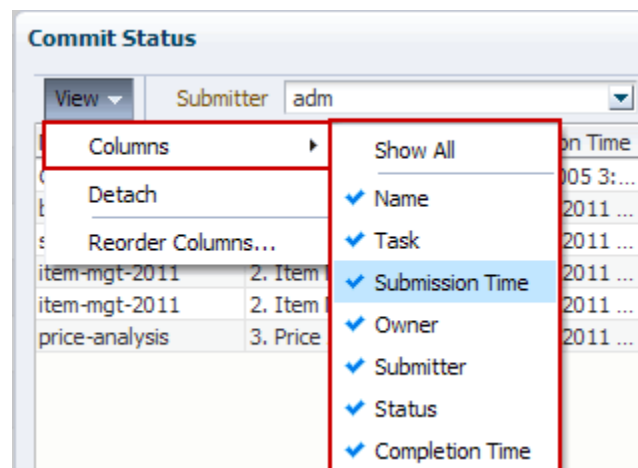 Commit Status
View Submitter adm
Columns
Detach
Reorder Columns...
Show All
Name
Task
Submission Time
Owner
Submitter
Status
Completion Time
on Time
005 3:...
2011 ...
2011 ...
item-mgt-2011 2. Item 2011 ...
item-mgt-2011 2. Item 2011 ...
price-analysis 3. Price 2011 ...